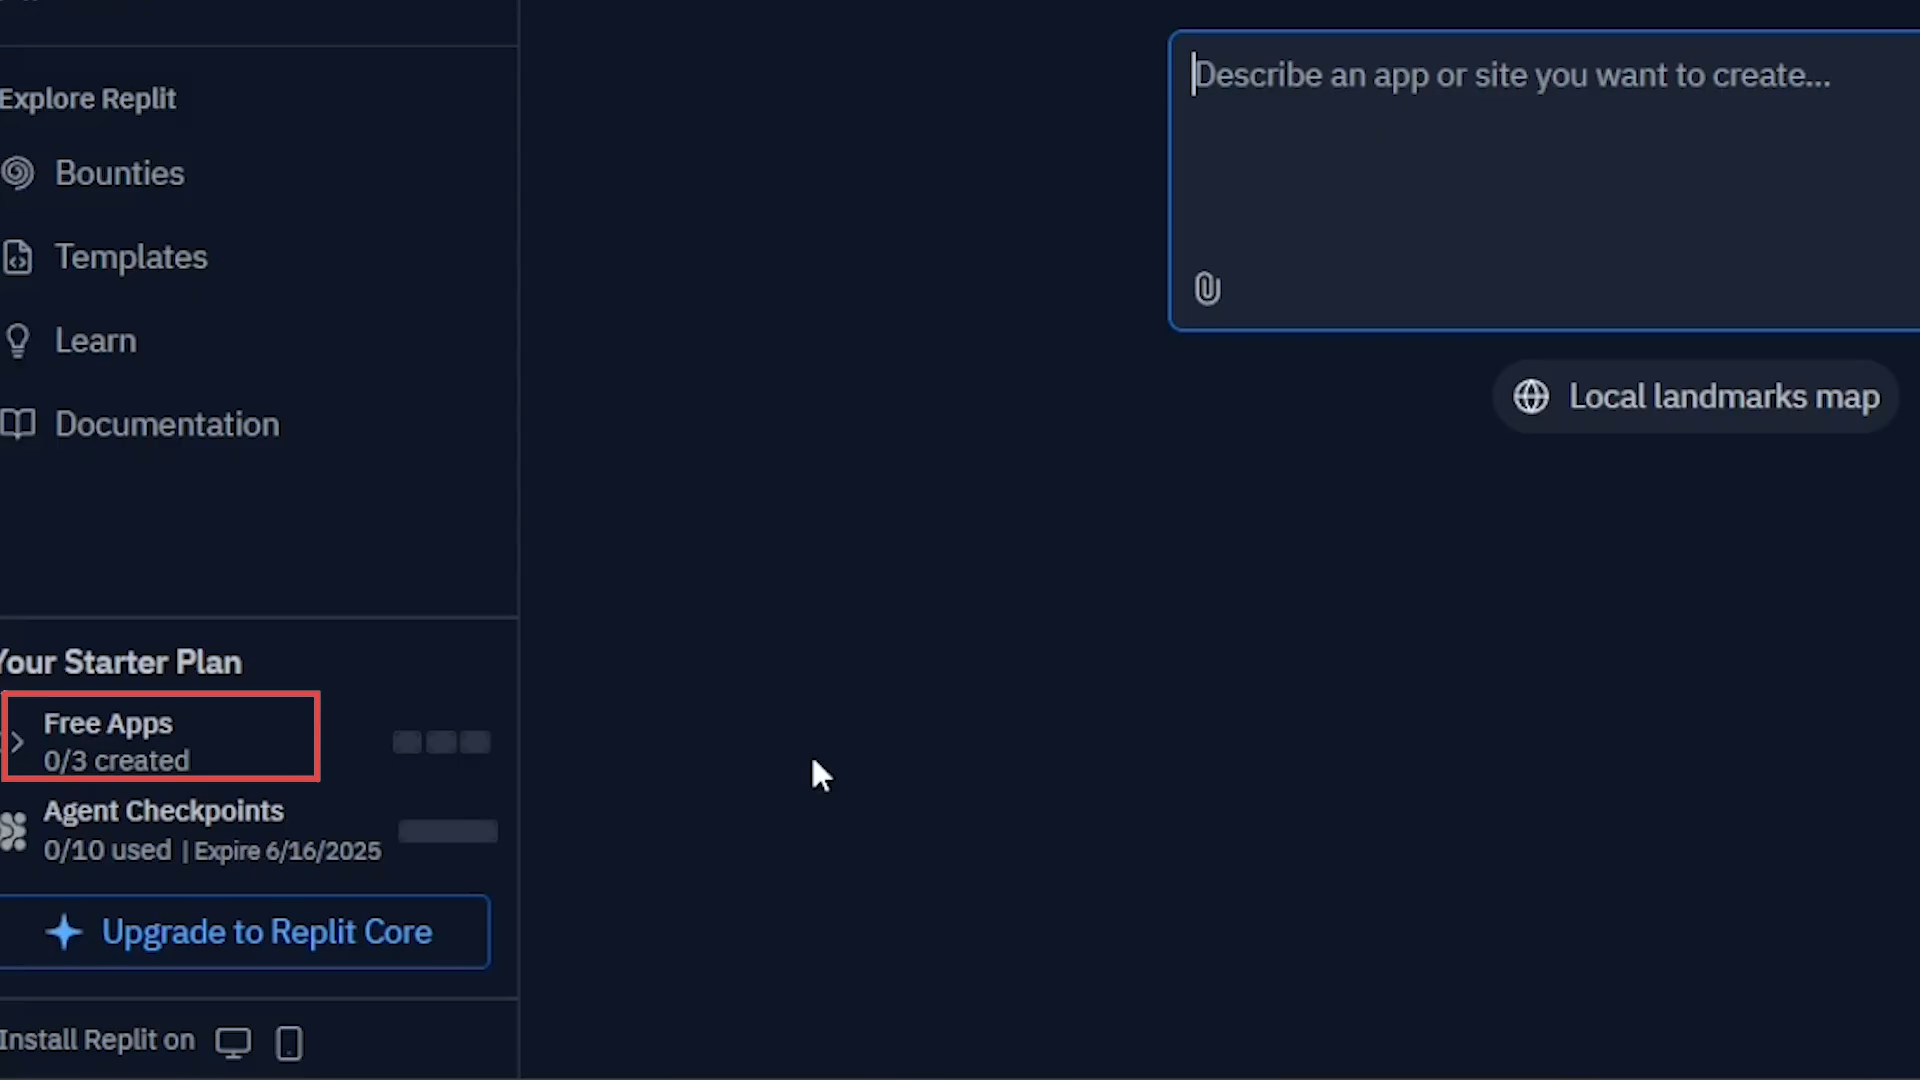 Explore Replit
Bounties
Templates
Learn
Documentation
Your Starter Plan
Free Apps
0/3 created
Agent Checkpoints
0/10 used | Expire 6/16/2025
Upgrade to Replit Core
Install Replit on
Describe an app or site you want to create...
Local landmarks map